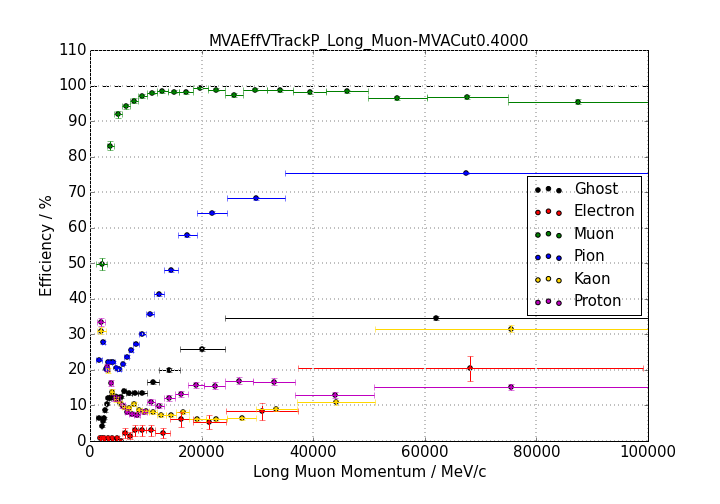 MVAEffVTrackP_Long_Muon-MVACut0.4000
110
100
90
80
70
60
50
40
30
20
10
0
Efficiency / %
Ghost
Electron
Muon
Pion
Kaon
Proton
0 20000 40000 60000 80000 100000
Long Muon Momentum / MeV/c